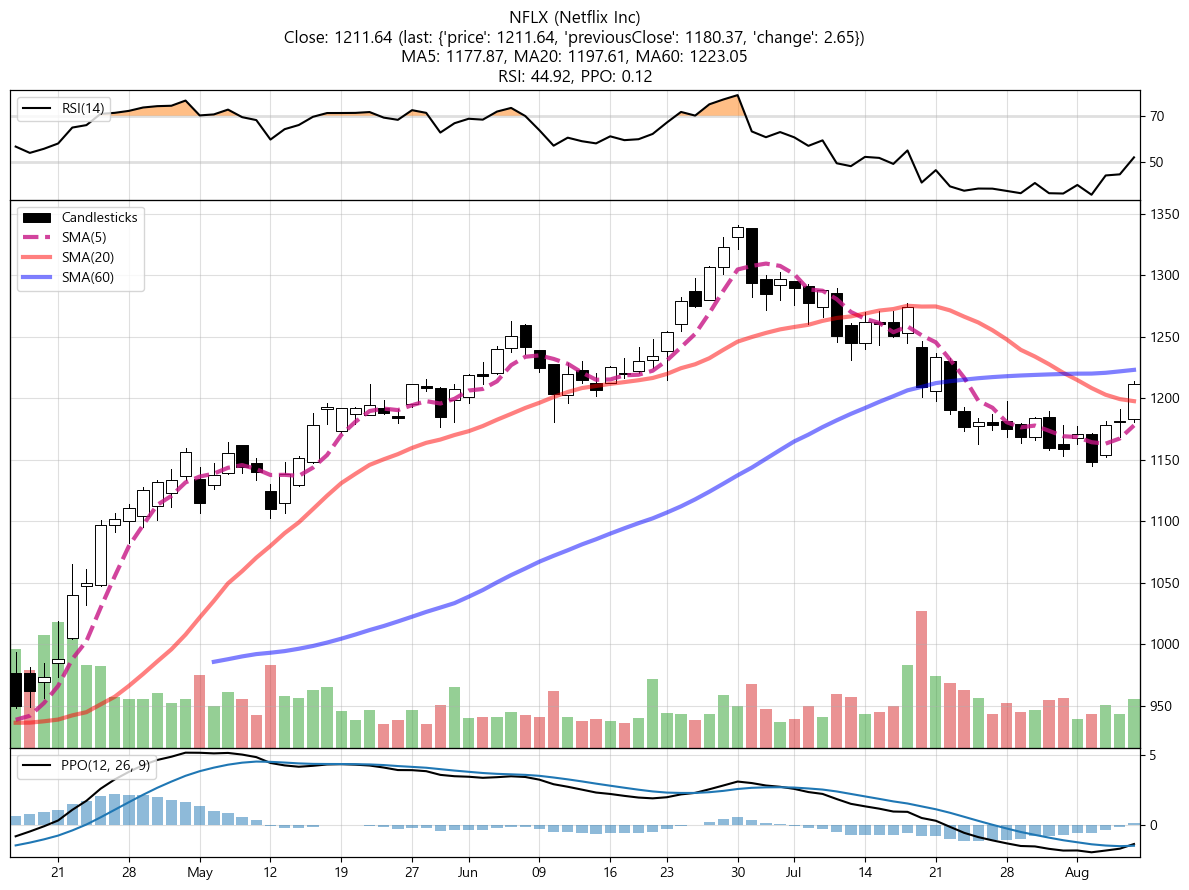 NFLX (Netflix Inc)
Close: 1211.64 (last: {'price': 1211.64, 'previousClose': 1180.37, 'change': 2.65})
MA5: 1177.87, MA20: 1197.61, MA60: 1223.05
RSI: 44.92, PPO: 0.12
RSI(14)
70
50
Candlesticks
SMA(5)
SMA(20)
SMA(60)
1350
1300
1250
1200
1150
1100
1050
1000
950
PPO(12, 26, 9)
5
0
21 28 May 12 19 27 Jun 09 16 23 30 Jul 14 21 28 Aug